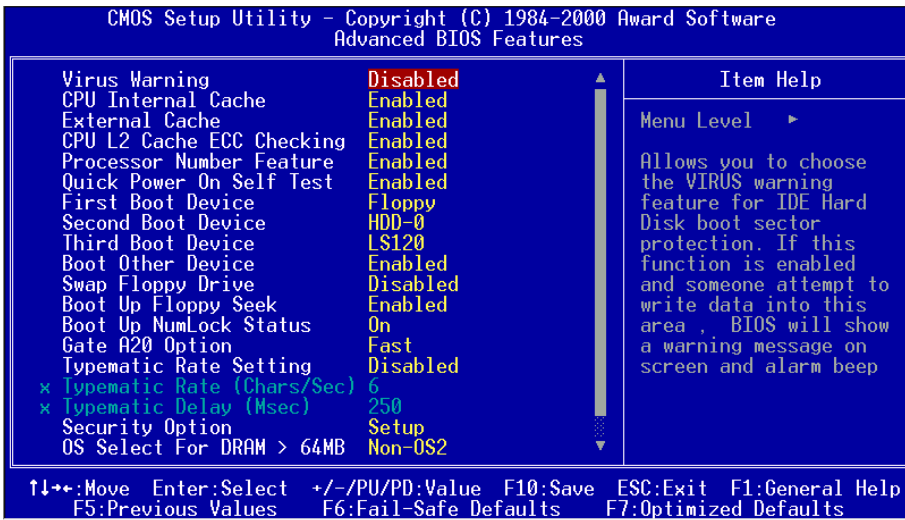 CMOS Setup Utility – Copyright (C) 1984-2000 Award Software
Advanced BIOS Features
Virus Warning Disabled
CPU Internal Cache Enabled
External Cache Enabled
CPU L2 Cache ECC Checking Enabled
Processor Number Feature Enabled
Quick Power On Self Test Enabled
First Boot Device Floppy
Second Boot Device HDD-0
Third Boot Device LS120
Boot Other Device Enabled
Swap Floppy Drive Disabled
Boot Up Floppy Seek Enabled
Boot Up NumLock Status On
Gate A20 Option Fast
Typematic Rate Setting Disabled
x Typematic Rate (Chars/Sec) 6
x Typematic Delay (Msec) 250
Security Option Setup
OS Select For DRAM > 64MB Non-OS2
Item Help
Menu Level ►
Allows you to choose
the VIRUS warning
feature for IDE Hard
Disk boot sector
protection. If this
function is enabled
and someone attempt to
write data into this
area , BIOS will show
a warning message on
screen and alarm beep
↑↓→←:Move Enter:Select +/-/PU/PD:Value F10:Save ESC:Exit F1:General Help
F5:Previous Values F6:Fail-Safe Defaults F7:Optimized Defaults